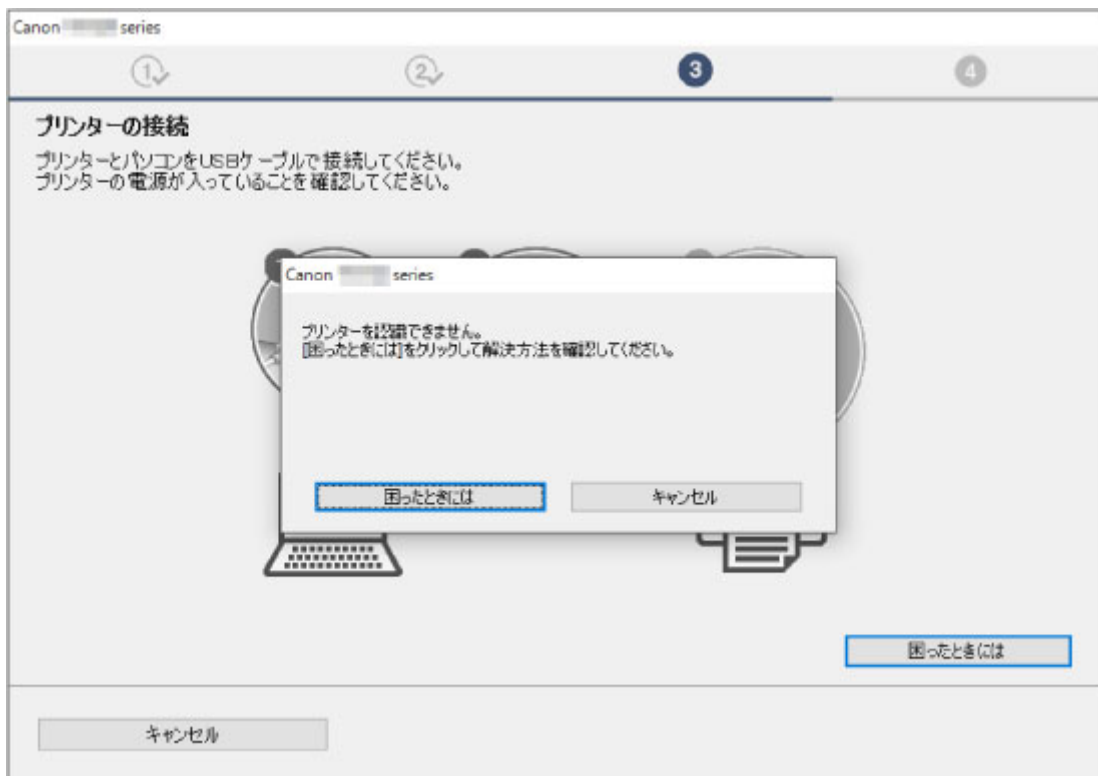 Canon series
1
2
3
4
プリンターの接続
プリンターとパソコンをUSBケーブルで接続してください。
プリンターの電源が入っていることを確認してください。
Canon series
プリンターを認識できません。
[困ったときには]をクリックして解決方法を確認してください。
困ったときには キャンセル
困ったときには
キャンセル